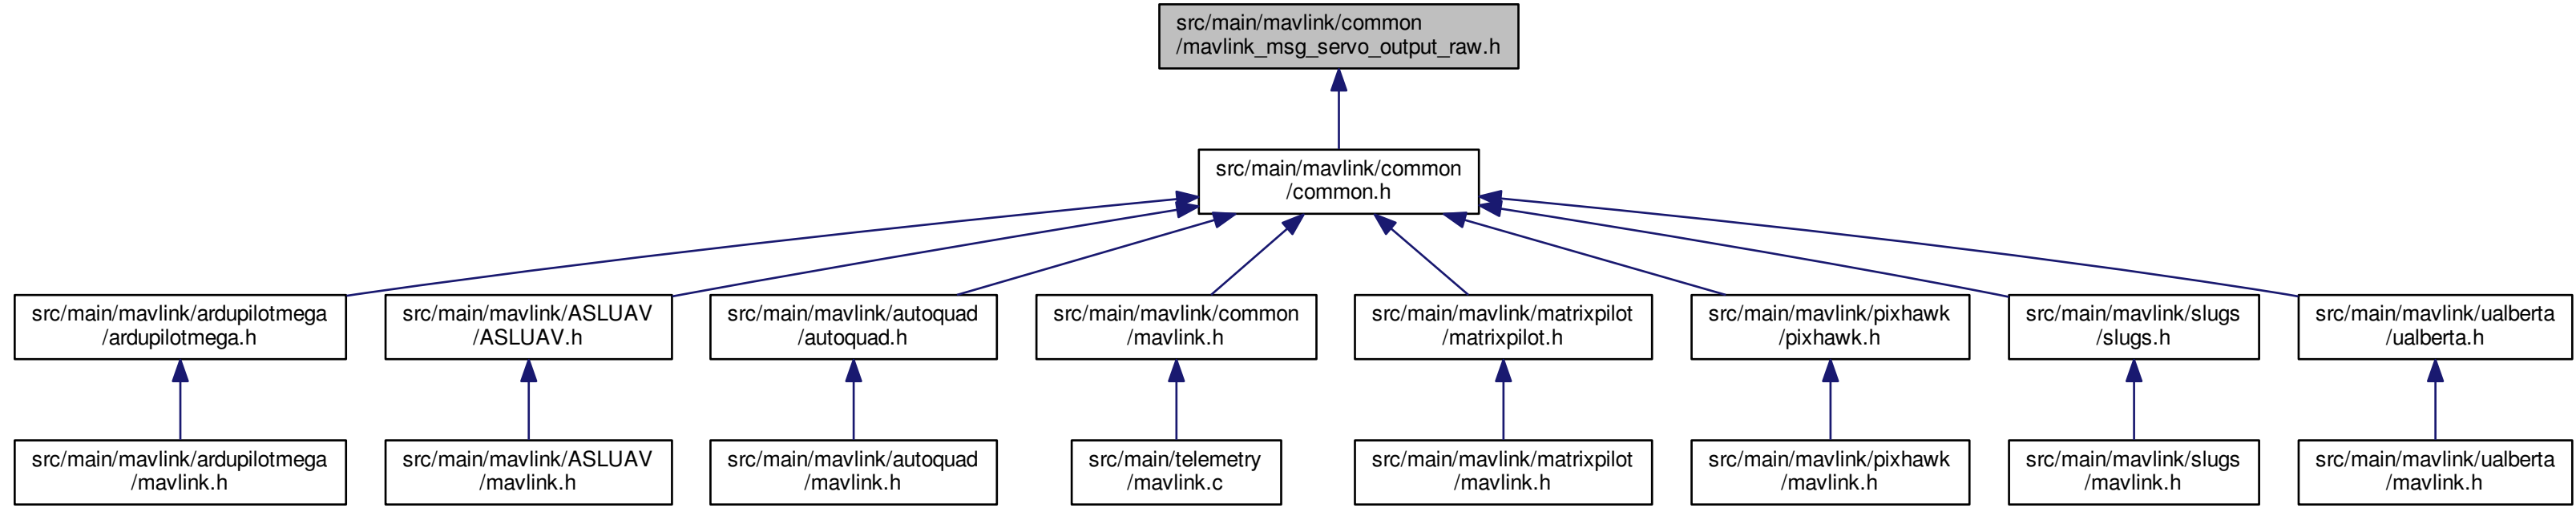 src/main/mavlink/common
/mavlink_msg_servo_output_raw.h
src/main/mavlink/common
/common.h
src/main/mavlink/ardupilotmega
/ardupilotmega.h
src/main/mavlink/ASLUAV
/ASLUAV.h
src/main/mavlink/autoquad
/autoquad.h
src/main/mavlink/common
/mavlink.h
src/main/mavlink/matrixpilot
/matrixpilot.h
src/main/mavlink/pixhawk
/pixhawk.h
src/main/mavlink/slugs
/slugs.h
src/main/mavlink/ualberta
/ualberta.h
src/main/mavlink/ardupilotmega
/mavlink.h
src/main/mavlink/ASLUAV
/mavlink.h
src/main/mavlink/autoquad
/mavlink.h
src/main/telemetry
/mavlink.c
src/main/mavlink/matrixpilot
/mavlink.h
src/main/mavlink/pixhawk
/mavlink.h
src/main/mavlink/slugs
/mavlink.h
src/main/mavlink/ualberta
/mavlink.h